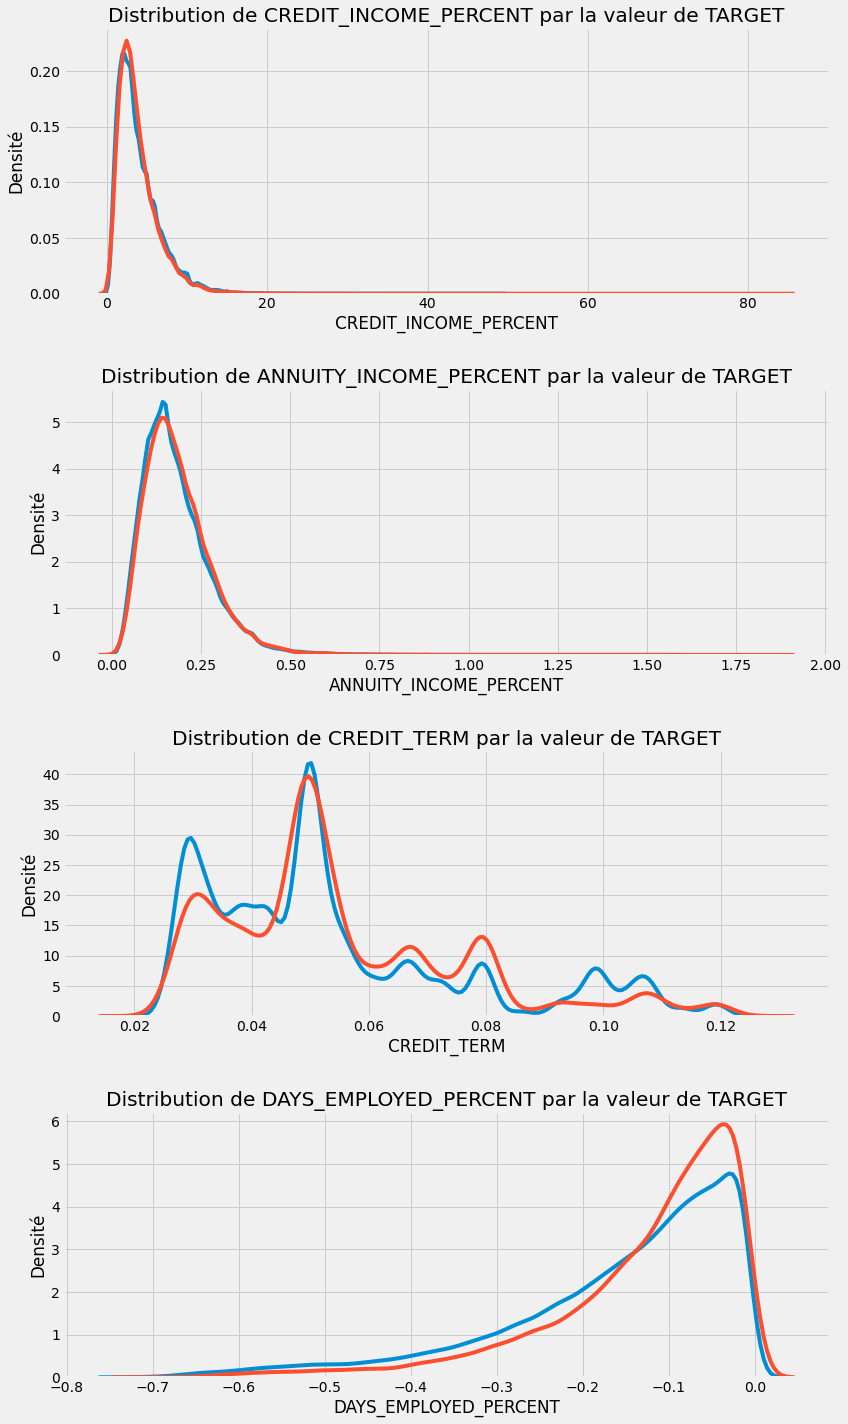 Distribution de CREDIT_INCOME_PERCENT par la valeur de TARGET
0.20
0.15
0.10
0.05
0.00
Densité
0 20 40 60 80
CREDIT_INCOME_PERCENT
Distribution de ANNUITY_INCOME_PERCENT par la valeur de TARGET
5
4
3
2
1
0
Densité
0.00 0.25 0.50 0.75 1.00 1.25 1.50 1.75 2.00
ANNUITY_INCOME_PERCENT
Distribution de CREDIT_TERM par la valeur de TARGET
40
35
30
25
20
15
10
5
0
Densité
0.02 0.04 0.06 0.08 0.10 0.12
CREDIT_TERM
Distribution de DAYS_EMPLOYED_PERCENT par la valeur de TARGET
6
5
4
3
2
1
0
Densité
−0.8 −0.7 −0.6 −0.5 −0.4 −0.3 −0.2 −0.1 0.0
DAYS_EMPLOYED_PERCENT